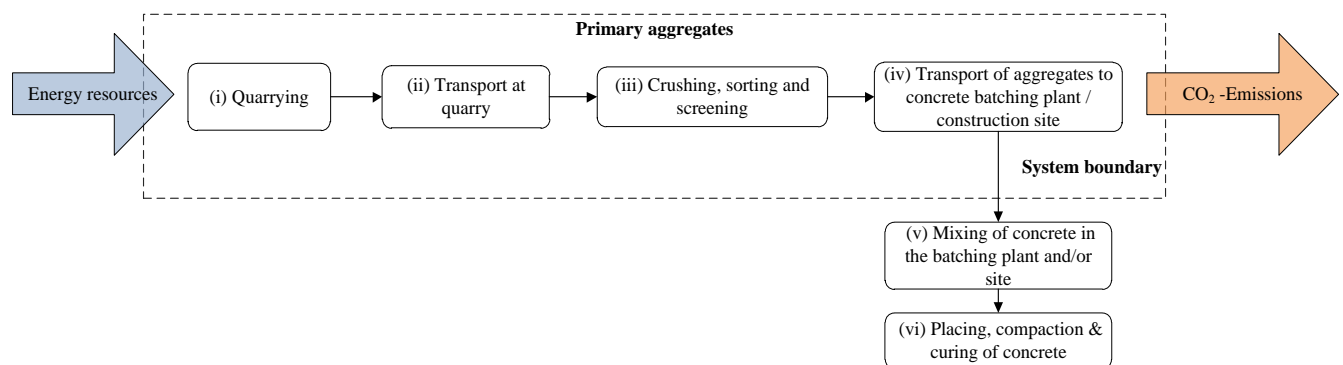 Primary aggregates
Energy resources
(i) Quarrying
(ii) Transport at
quarry
(iii) Crushing, sorting and
screening
(iv) Transport of aggregates to
concrete batching plant /
construction site
CO₂ -Emissions
System boundary
(v) Mixing of concrete in
the batching plant and/or
site
(vi) Placing, compaction &
curing of concrete